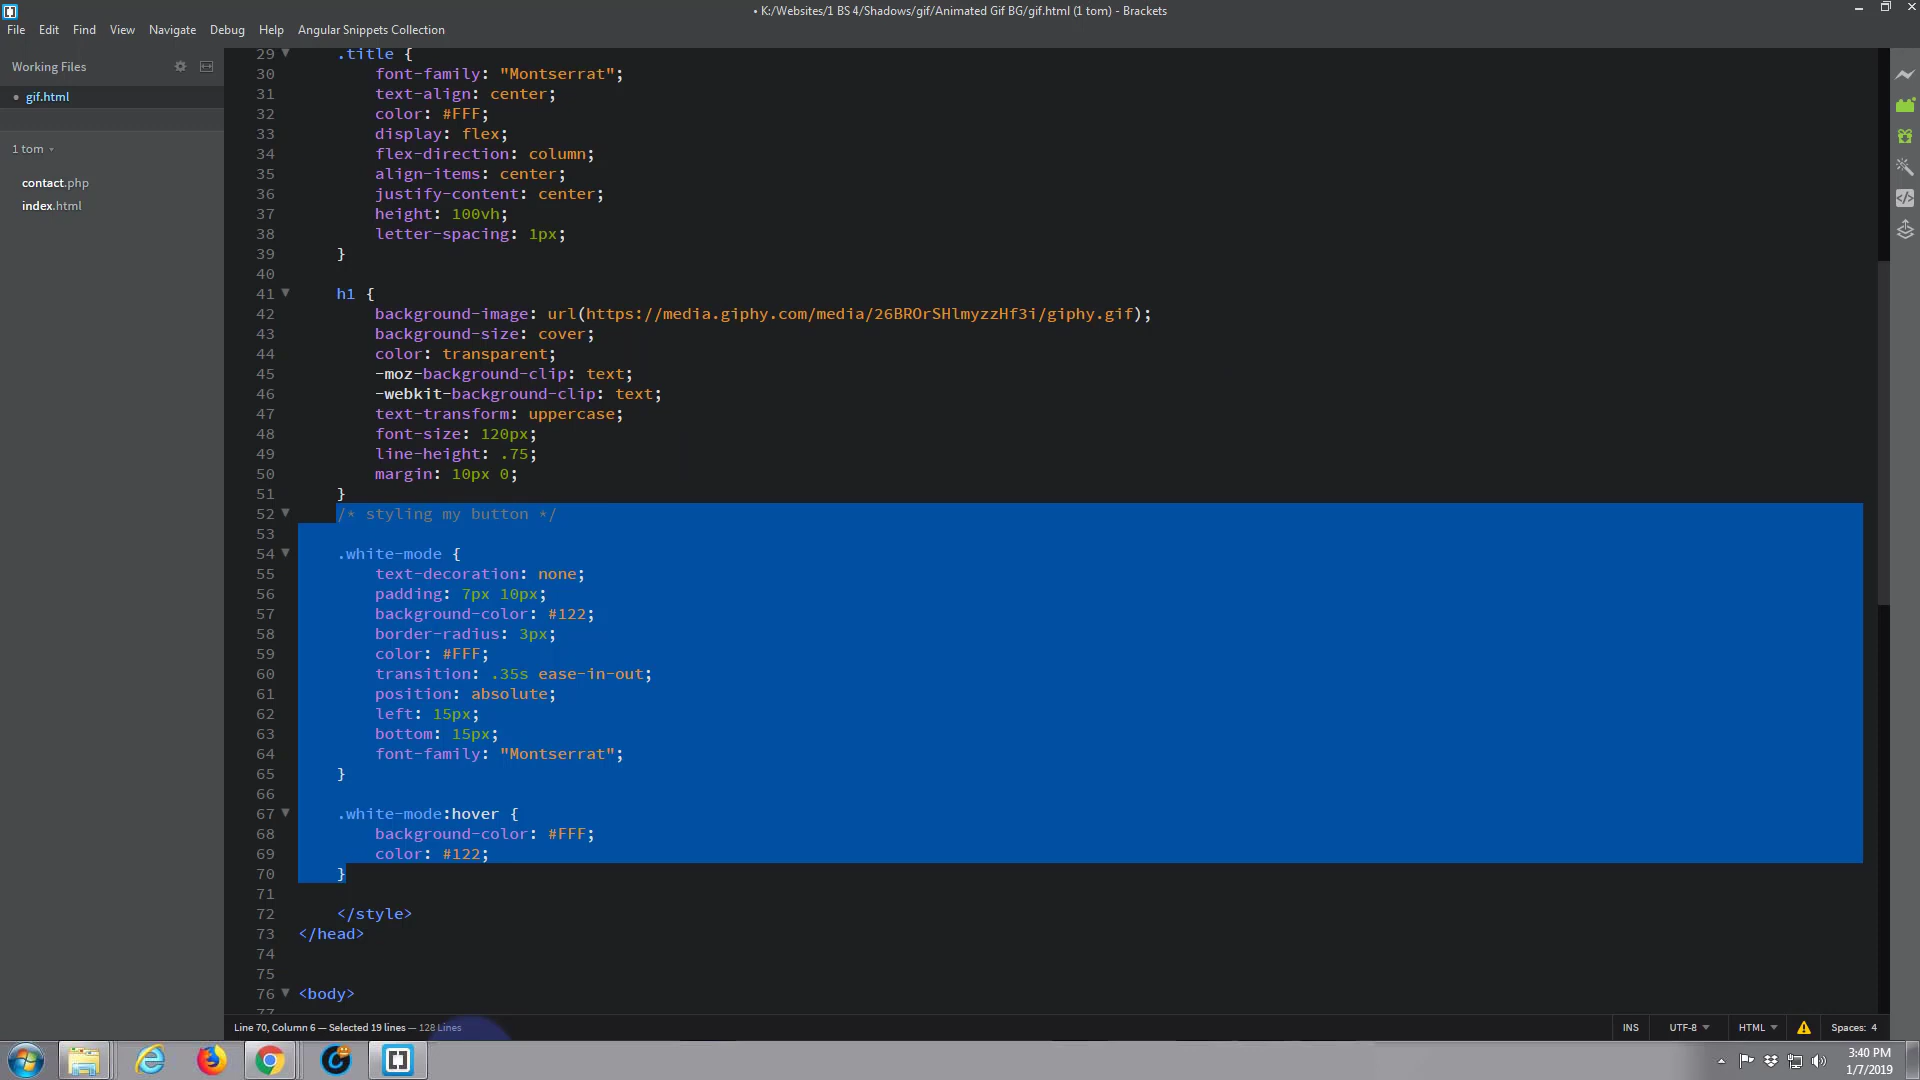 • K:/Websites/1 BS 4/Shadows/gif/Animated Gif BG/gif.html (1 tom) - Brackets
File Edit Find View Navigate Debug Help Angular Snippets Collection
Working Files
• gif.html
1 tom
contact.php
index.html
29 .title {
30 font-family: "Montserrat";
31 text-align: center;
32 color: #FFF;
33 display: flex;
34 flex-direction: column;
35 align-items: center;
36 justify-content: center;
37 height: 100vh;
38 letter-spacing: 1px;
39 }
40
41 h1 {
42 background-image: url(https://media.giphy.com/media/26BROrSHlmyzzHf3i/giphy.gif);
43 background-size: cover;
44 color: transparent;
45 -moz-background-clip: text;
46 -webkit-background-clip: text;
47 text-transform: uppercase;
48 font-size: 120px;
49 line-height: .75;
50 margin: 10px 0;
51 }
52 /* styling my button */
53
54 .white-mode {
55 text-decoration: none;
56 padding: 7px 10px;
57 background-color: #122;
58 border-radius: 3px;
59 color: #FFF;
60 transition: .35s ease-in-out;
61 position: absolute;
62 left: 15px;
63 bottom: 15px;
64 font-family: "Montserrat";
65 }
66
67 .white-mode:hover {
68 background-color: #FFF;
69 color: #122;
70 }
71
72 </style>
73 </head>
74
75
76 <body>
77
Line 70, Column 6 — Selected 19 lines — 128 Lines
INS UTF-8 HTML Spaces: 4
3:40 PM
1/7/2019